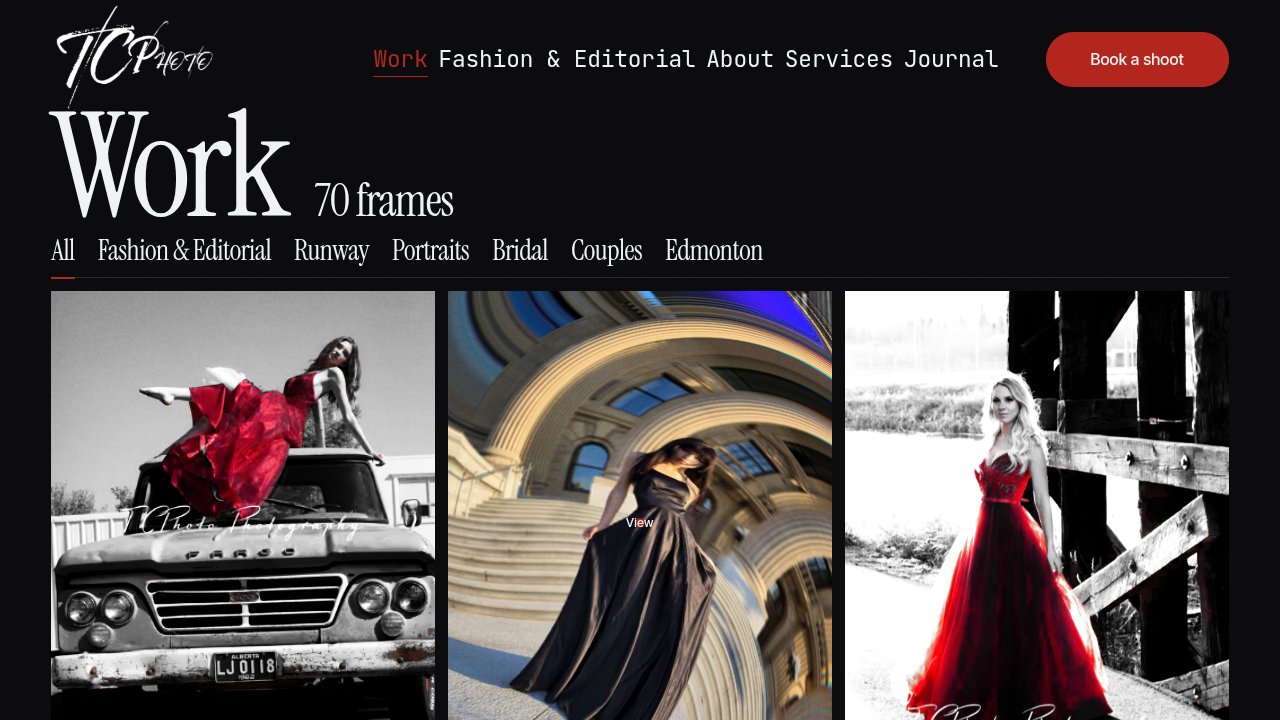 TCPhoto
Work Fashion & Editorial About Services Journal
Book a shoot
Work 70 frames
All Fashion & Editorial Runway Portraits Bridal Couples Edmonton
TCPhoto Photography
View
FARGO
ALBERTA
LJ 0118